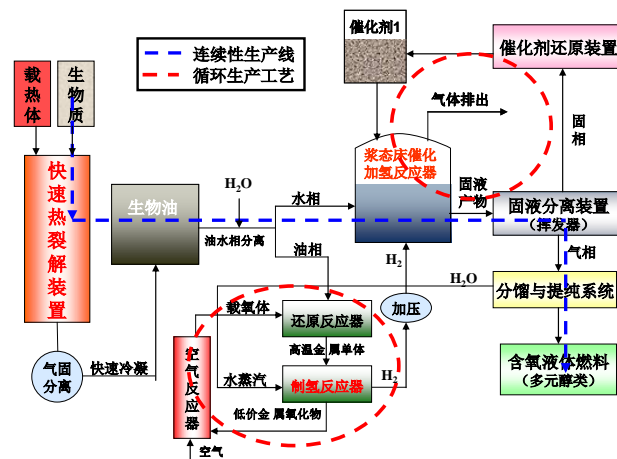 催化剂1
催化剂还原装置
连续性生产线
循环生产工艺
载
热
体
生
物
质
气体排出
固
相
浆态床催化
加氢反应器
快
速
热
裂
解
装
置
生物油
H₂O
水相
油水相分离
油相
固液
产物
固液分离装置
（挥发器）
气相
H₂
H₂O
分馏与提纯系统
加压
载氧体
还原反应器
高温金属单体
空
气
反
应
器
水蒸汽
制氢反应器
H₂
气固
分离
快速冷凝
含氧液体燃料
（多元醇类）
低价金属氧化物
空气